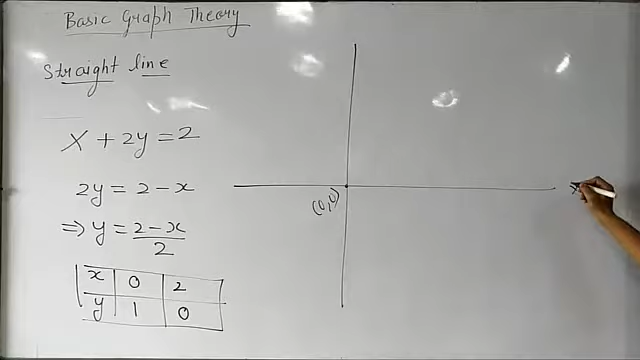 Basic Graph Theory
Straight line
x + 2y = 2
2y = 2 - x
⇒ y = 2-x / 2
x | 0 | 2
y | 1 | 0
(0,0)
x